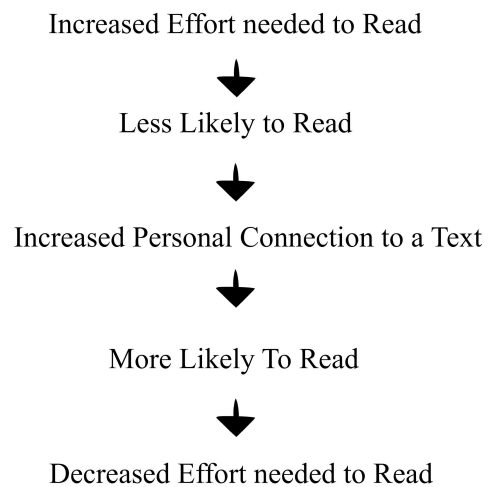 Increased Effort needed to Read
Less Likely to Read
Increased Personal Connection to a Text
More Likely To Read
Decreased Effort needed to Read